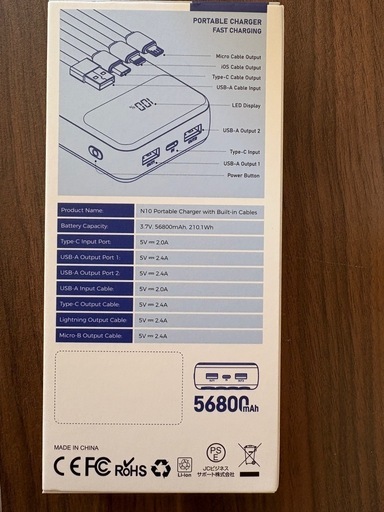 PORTABLE CHARGER
FAST CHARGING
Micro Cable Output
iOS Cable Output
Type-C Cable Output
USB-A Cable Input
LED Display
USB-A Output 2
Type-C Input
USB-A Output 1
Power Button
Product Name: N10 Portable Charger with Built-in Cables
Battery Capacity: 3.7V, 56800mAh, 210.1Wh
Type-C Input Port: 5V⎓ 2.0A
USB-A Output Port 1: 5V⎓ 2.4A
USB-A Output Port 2: 5V⎓ 2.4A
USB-A Input Cable: 5V⎓ 2.0A
Type-C Output Cable: 5V⎓ 2.4A
Lightning Output Cable: 5V⎓ 2.4A
Micro-B Output Cable: 5V⎓ 2.4A
56800mAh
MADE IN CHINA
CE FC RoHS
Li-ion
PSE
JCビジネス
サポート株式会社